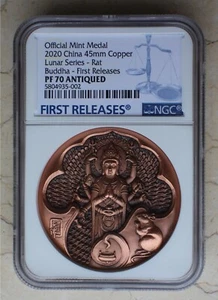 Official Mint Medal
2020 China 45mm Copper
Lunar Series - Rat
Buddha - First Releases
PF 70 ANTIQUED
5804935-002
FIRST RELEASES
NGC